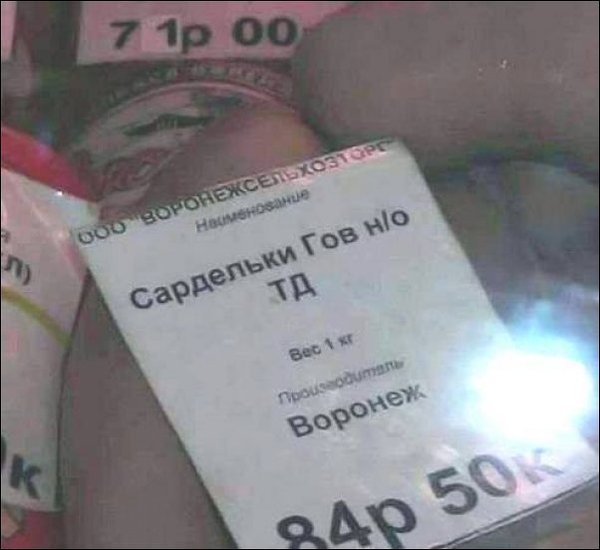 71р 00
ООО "ВОРОНЕЖСЕЛЬХОЗТОРГ"
Наименование
Сардельки Гов н/о
ТД
Вес 1 кг
Производитель
Воронеж
84р 50к
л)
к